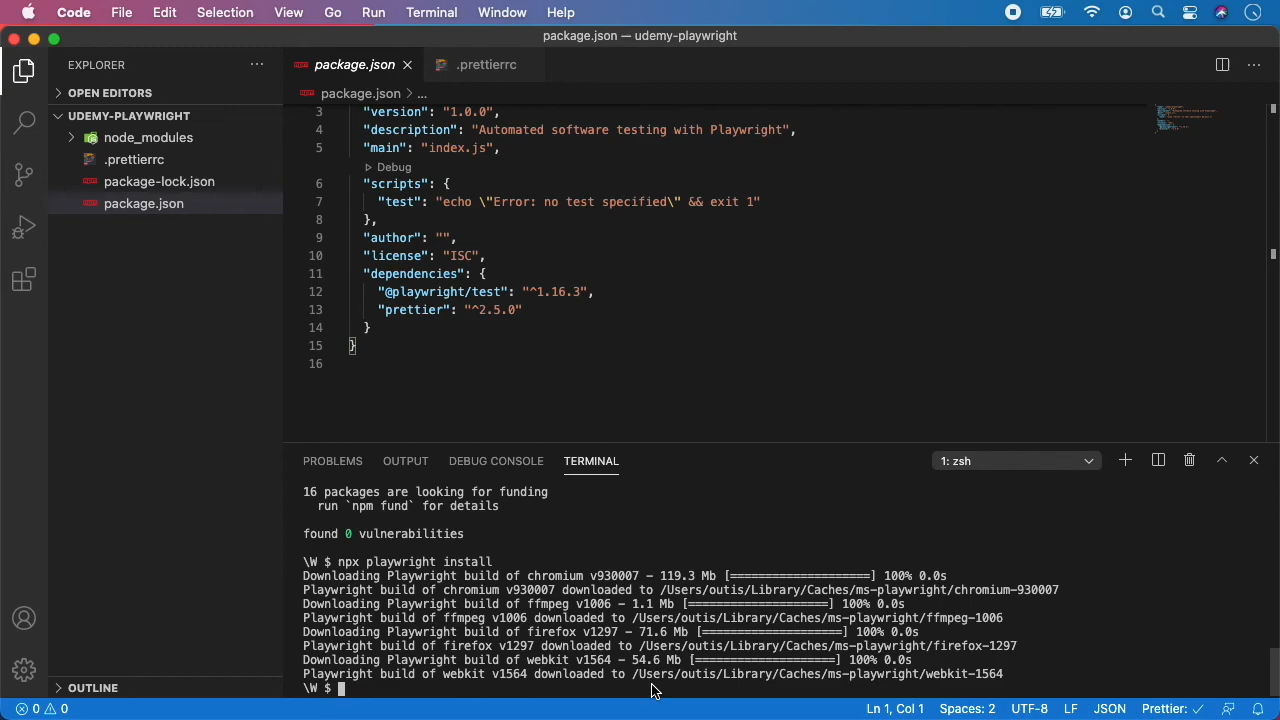 Code File Edit Selection View Go Run Terminal Window Help
package.json — udemy-playwright
EXPLORER
package.json
.prettierrc
OPEN EDITORS
package.json > ...
UDEMY-PLAYWRIGHT
node_modules
.prettierrc
package-lock.json
package.json
3 "version": "1.0.0",
4 "description": "Automated software testing with Playwright",
5 "main": "index.js",
Debug
6 "scripts": {
7 "test": "echo \"Error: no test specified\" && exit 1"
8 },
9 "author": "",
10 "license": "ISC",
11 "dependencies": {
12 "@playwright/test": "^1.16.3",
13 "prettier": "^2.5.0"
14 }
15 }
16
PROBLEMS OUTPUT DEBUG CONSOLE TERMINAL
1: zsh
16 packages are looking for funding
run `npm fund` for details
found 0 vulnerabilities
\W $ npx playwright install
Downloading Playwright build of chromium v930007 – 119.3 Mb [====================] 100% 0.0s
Playwright build of chromium v930007 downloaded to /Users/outis/Library/Caches/ms-playwright/chromium-930007
Downloading Playwright build of ffmpeg v1006 – 1.1 Mb [====================] 100% 0.0s
Playwright build of ffmpeg v1006 downloaded to /Users/outis/Library/Caches/ms-playwright/ffmpeg-1006
Downloading Playwright build of firefox v1297 – 71.6 Mb [====================] 100% 0.0s
Playwright build of firefox v1297 downloaded to /Users/outis/Library/Caches/ms-playwright/firefox-1297
Downloading Playwright build of webkit v1564 – 54.6 Mb [====================] 100% 0.0s
Playwright build of webkit v1564 downloaded to /Users/outis/Library/Caches/ms-playwright/webkit-1564
\W $
OUTLINE
0 0 Ln 1, Col 1 Spaces: 2 UTF-8 LF JSON Prettier: ✓